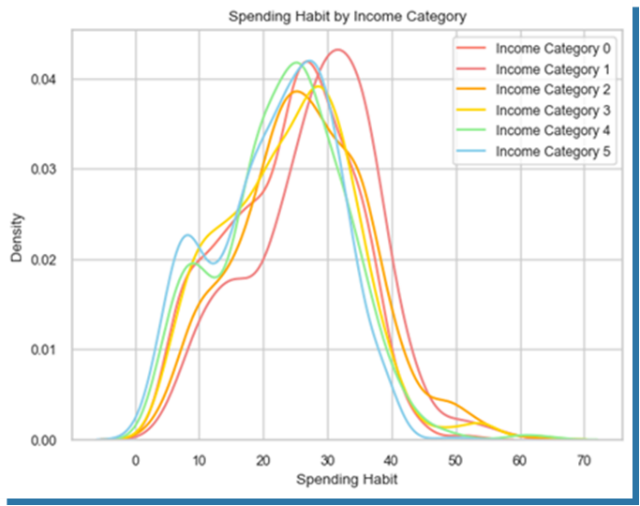 Spending Habit by Income Category
Income Category 0
Income Category 1
Income Category 2
Income Category 3
Income Category 4
Income Category 5
Density
0.04
0.03
0.02
0.01
0.00
0 10 20 30 40 50 60 70
Spending Habit